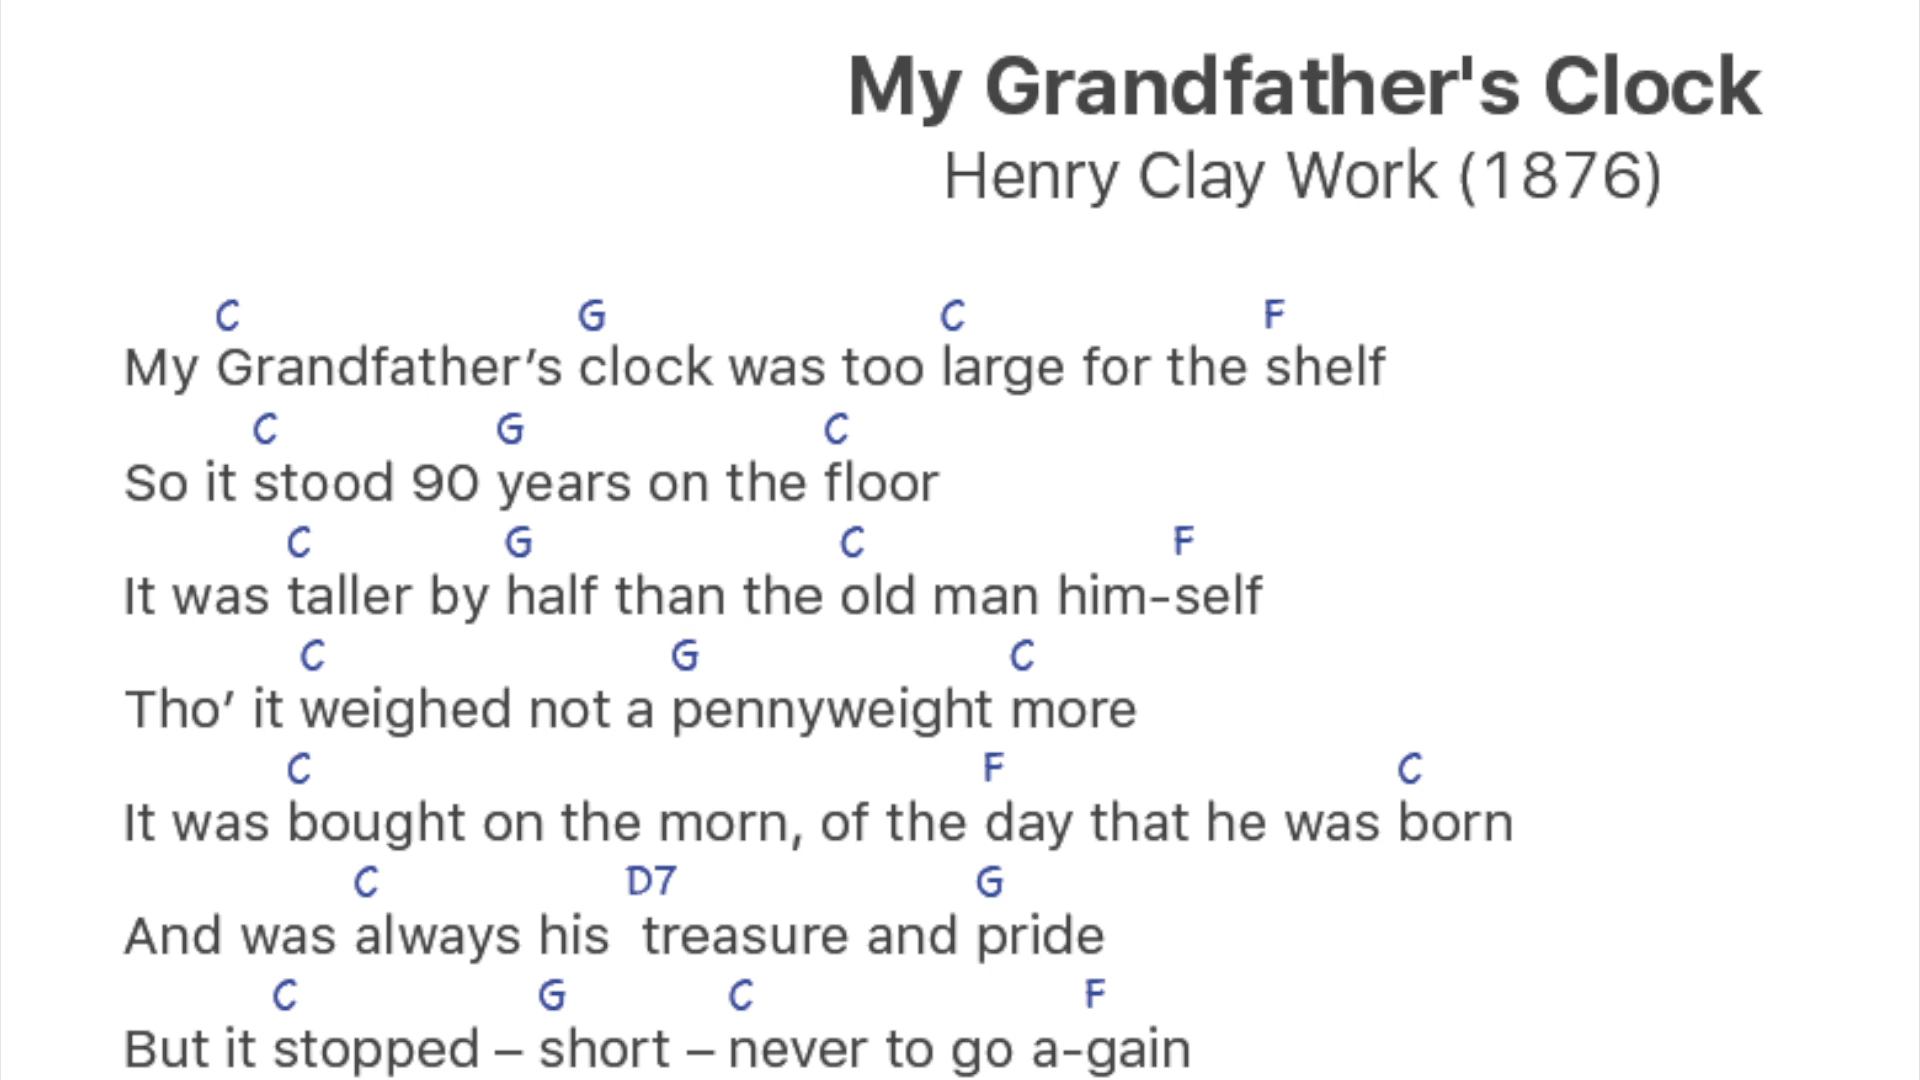 My Grandfather's Clock
Henry Clay Work (1876)
C G C F
My Grandfather’s clock was too large for the shelf
C G C
So it stood 90 years on the floor
C G C F
It was taller by half than the old man him-self
C G C
Tho’ it weighed not a pennyweight more
C F C
It was bought on the morn, of the day that he was born
C D7 G
And was always his treasure and pride
C G C F
But it stopped – short – never to go a-gain